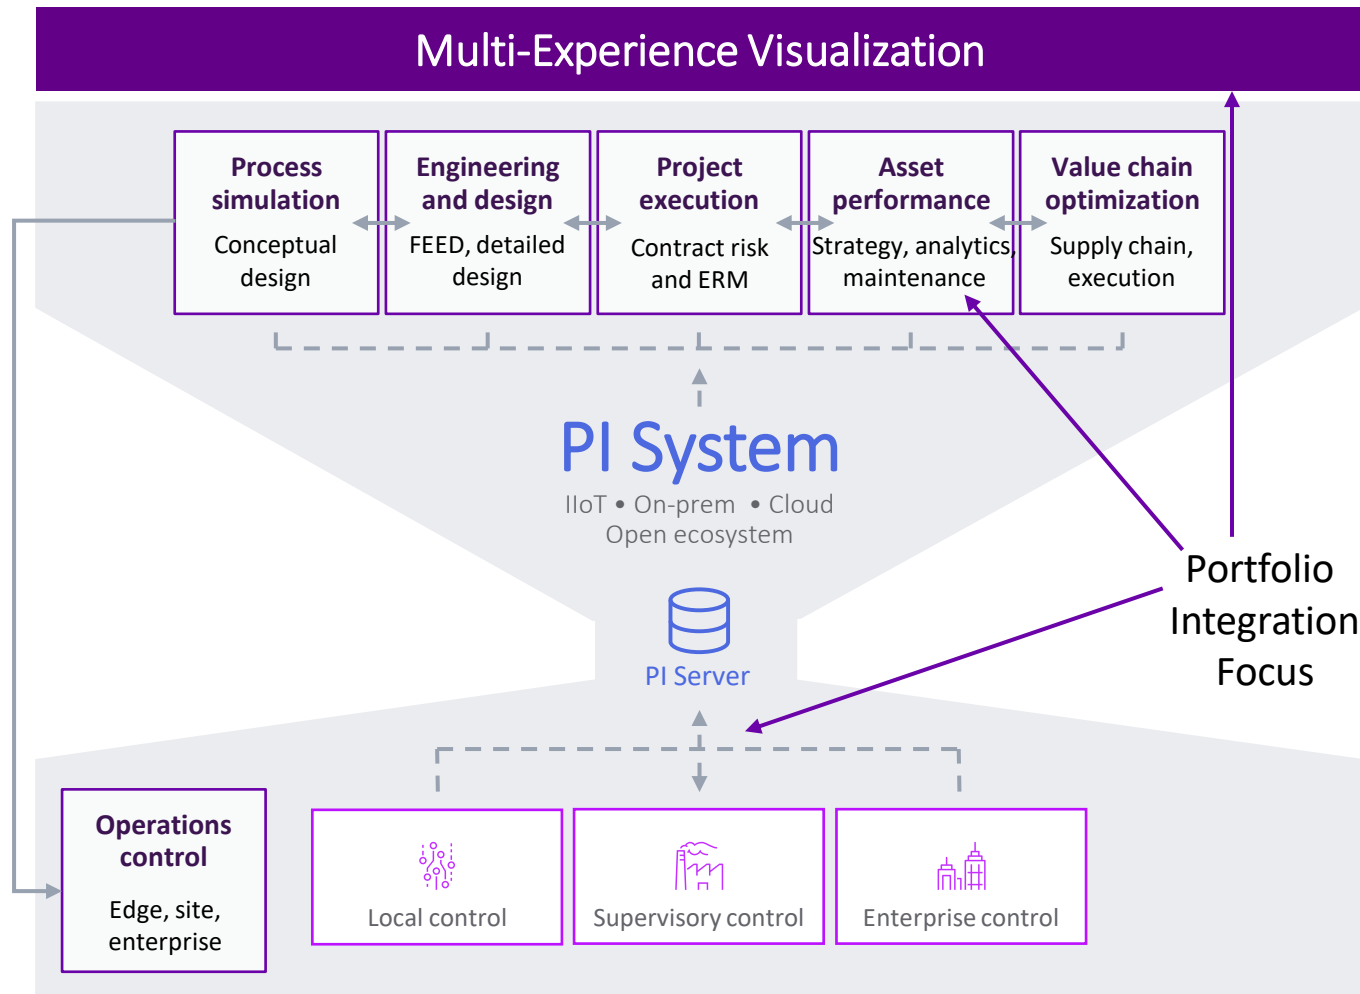 Multi-Experience Visualization
Process
simulation
Conceptual
design
Engineering
and design
FEED, detailed
design
Project
execution
Contract risk
and ERM
Asset
performance
Strategy, analytics,
maintenance
Value chain
optimization
Supply chain,
execution
PI System
IIoT • On-prem • Cloud
Open ecosystem
Portfolio
Integration
Focus
PI Server
Operations
control
Edge, site,
enterprise
Local control
Supervisory control
Enterprise control